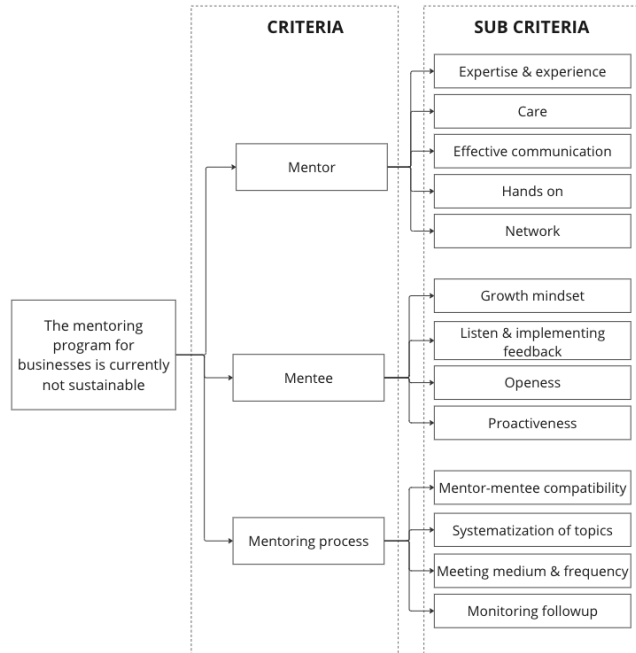 CRITERIA
SUB CRITERIA
The mentoring
program for
businesses is currently
not sustainable
Mentor
Expertise & experience
Care
Effective communication
Hands on
Network
Mentee
Growth mindset
Listen & implementing
feedback
Openess
Proactiveness
Mentoring process
Mentor-mentee compatibility
Systematization of topics
Meeting medium & frequency
Monitoring followup